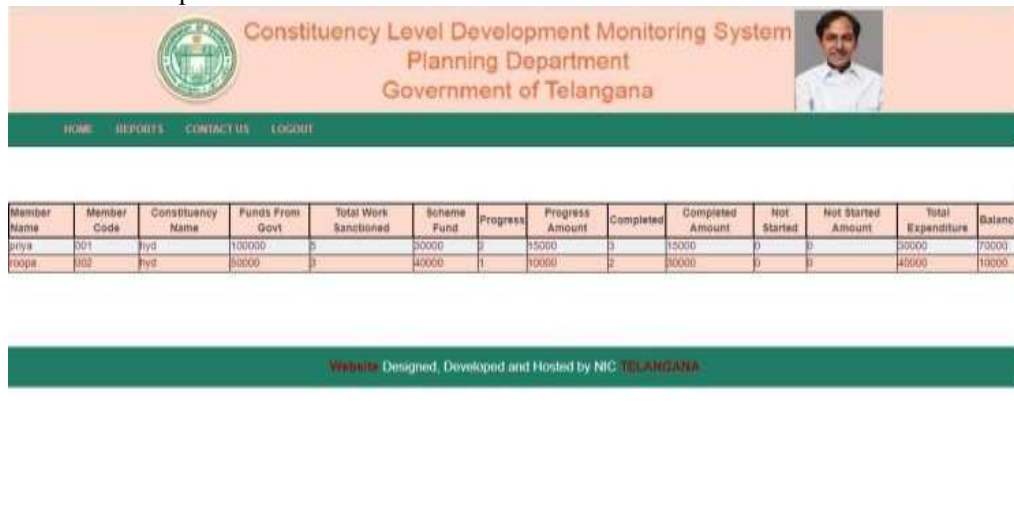 Constituency Level Development Monitoring System
Planning Department
Government of Telangana
HOME REPORTS CONTACT US LOGOUT
Member Name Member Code Constituency Name Funds From Govt Total Work Sanctioned Scheme Fund Progress Progress Amount Completed Completed Amount Not Started Not Started Amount Total Expenditure Balanc
priya 001 hyd 100000 5 30000 2 15000 3 15000 0 0 30000 70000
roopa 002 hyd 50000 3 40000 1 10000 2 30000 0 0 40000 10000
Website Designed, Developed and Hosted by NIC TELANGANA